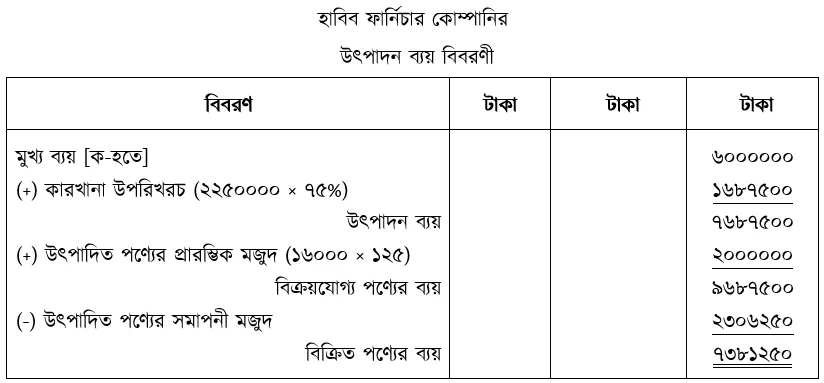 হাবিব ফার্নিচার কোম্পানির
উৎপাদন ব্যয় বিবরণী
বিবরণ টাকা টাকা টাকা
মুখ্য ব্যয় [ক-হতে] ৬০০০০০০
(+) কারখানা উপরিখরচ (২২৫০০০০ × ৭৫%) ১৬৮৭৫০০
উৎপাদন ব্যয় ৭৬৮৭৫০০
(+) উৎপাদিত পণ্যের প্রারম্ভিক মজুদ (১৬০০০ × ১২৫) ২০০০০০০
বিক্রয়যোগ্য পণ্যের ব্যয় ৯৬৮৭৫০০
(-) উৎপাদিত পণ্যের সমাপনী মজুদ ২৩০৬২৫০
বিক্রিত পণ্যের ব্যয় ৭৩৮১২৫০